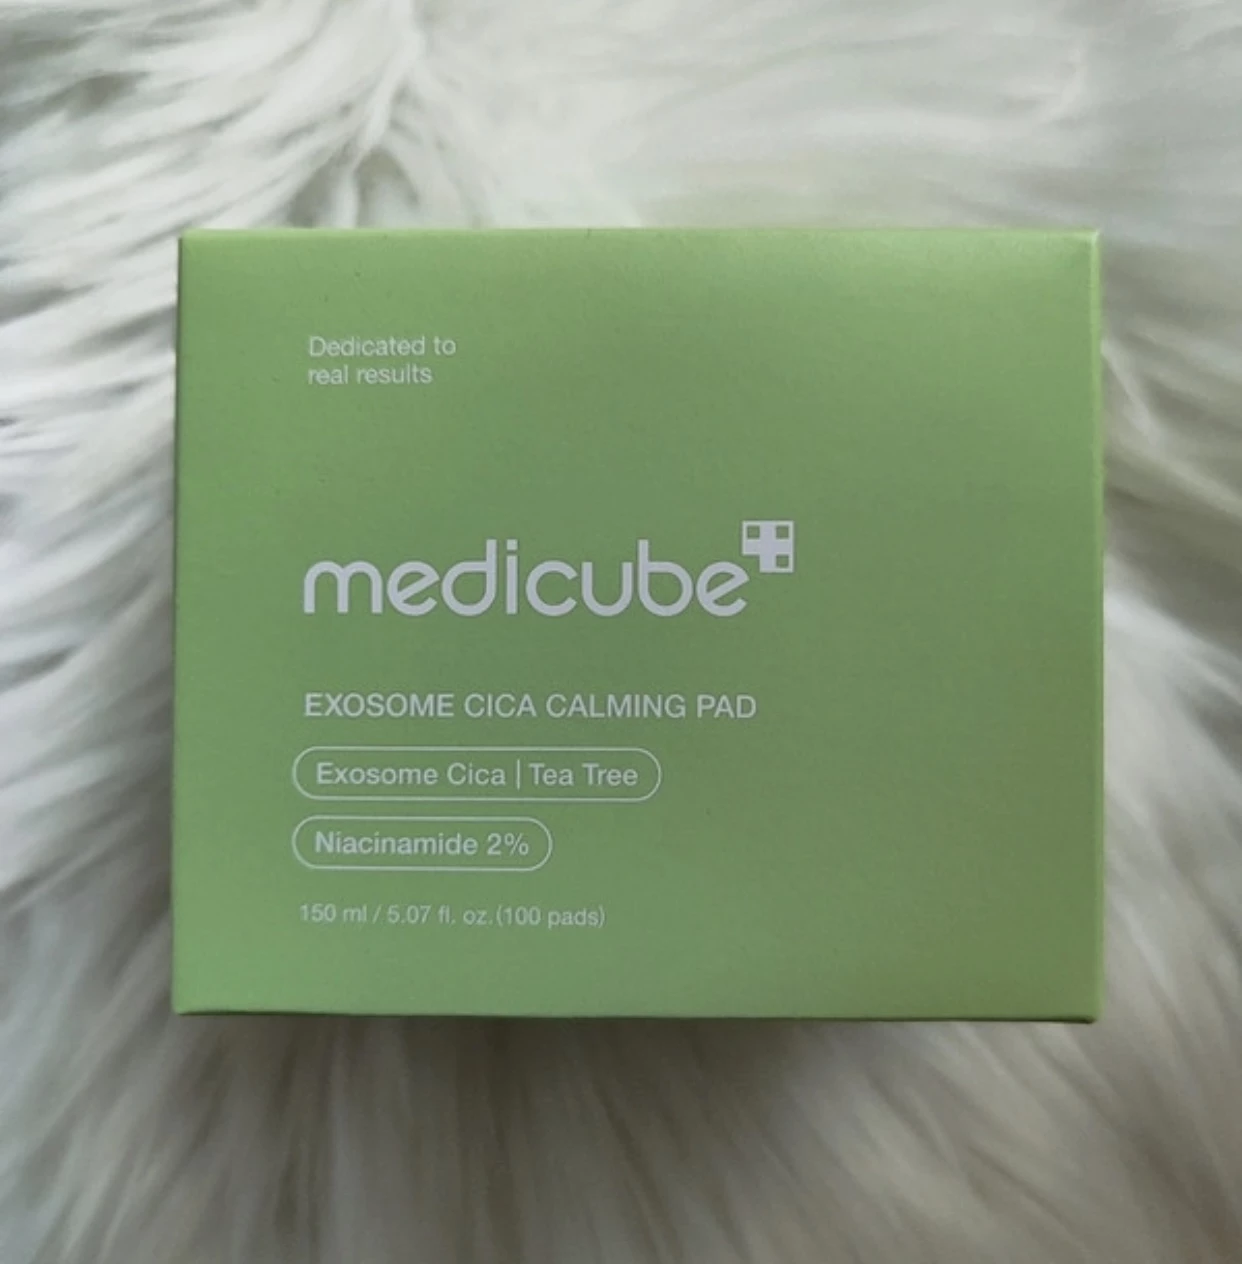 Dedicated to
real results
medicube
EXOSOME CICA CALMING PAD
Exosome Cica | Tea Tree
Niacinamide 2%
150 ml / 5.07 fl. oz. (100 pads)